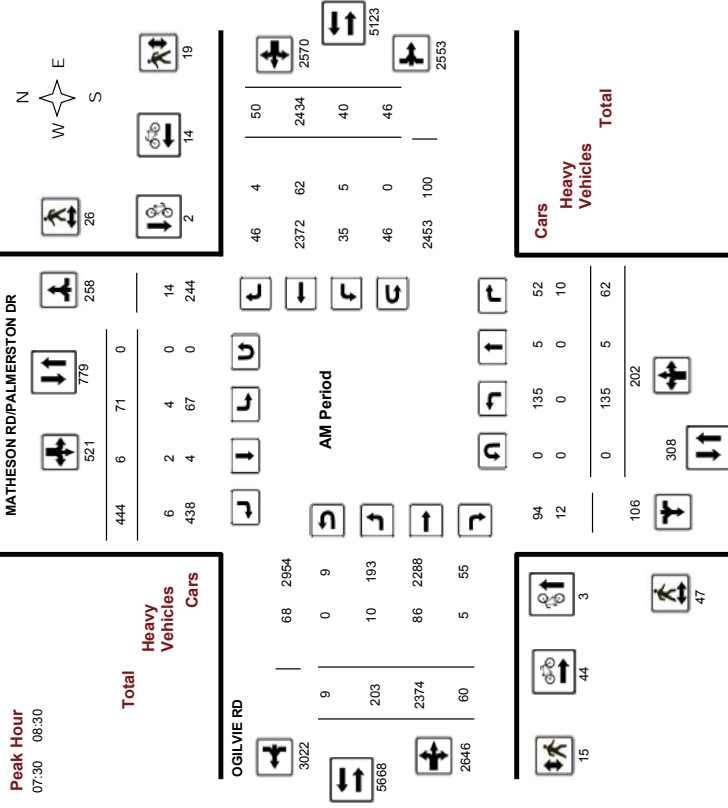 Peak Hour
07:30 08:30
MATHESON RD/PALMERSTON DR
N
W E
S
521
779
258
26
2
14
19
Total
444 6 71 0
Heavy Vehicles
6 2 4 0 14
Cars
438 4 67 0 244
OGILVIE RD
3022
68 2954
9 0 9
203 10 193
5668
2374 86 2288
2646
60 5 55
AM Period
46 4 50
2570
2372 62 2434
5123
35 5 40
46 0 46
2553
2453 100
94 0 135 5 52
Cars
12 0 0 0 10
Heavy Vehicles
0 135 5 62
Total
106
202
308
15
44
3
47